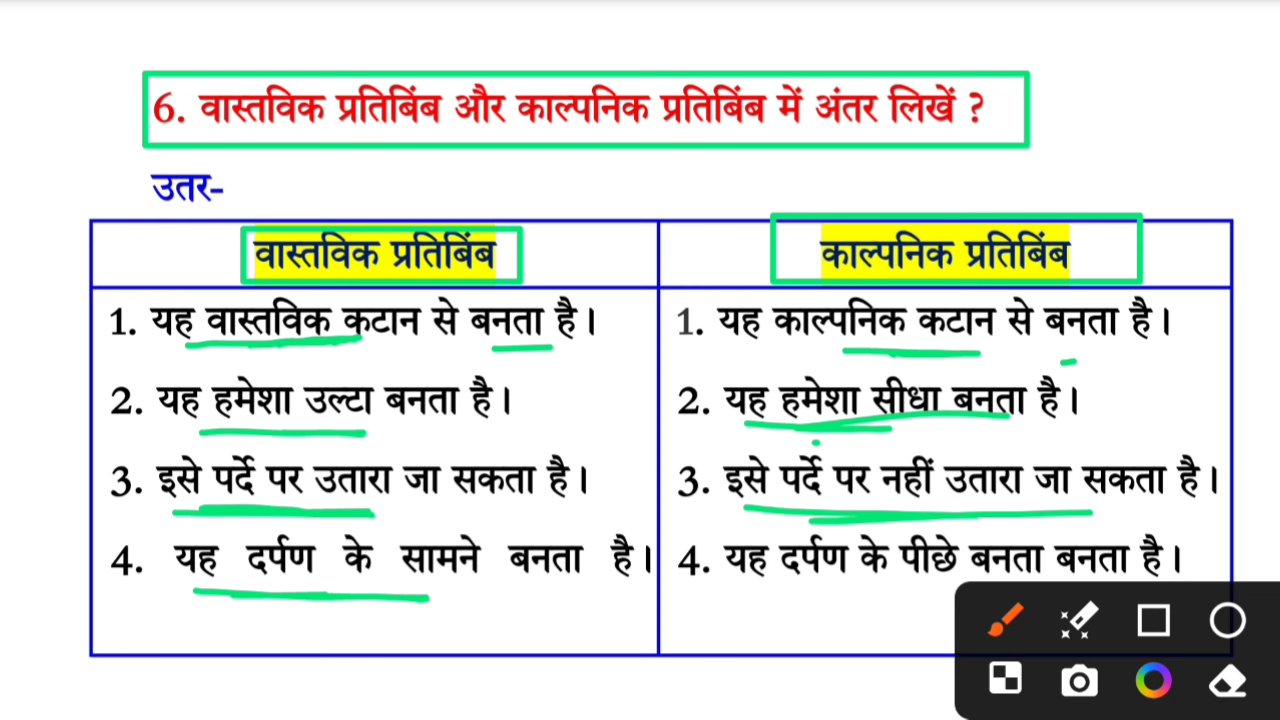 6. वास्तविक प्रतिबिंब और काल्पनिक प्रतिबिंब में अंतर लिखें ?
उतर-
वास्तविक प्रतिबिंब
काल्पनिक प्रतिबिंब
1. यह वास्तविक कटान से बनता है।
1. यह काल्पनिक कटान से बनता है।
2. यह हमेशा उल्टा बनता है।
2. यह हमेशा सीधा बनता है।
3. इसे पर्दे पर उतारा जा सकता है।
3. इसे पर्दे पर नहीं उतारा जा सकता है।
4. यह दर्पण के सामने बनता है।
4. यह दर्पण के पीछे बनता बनता है।